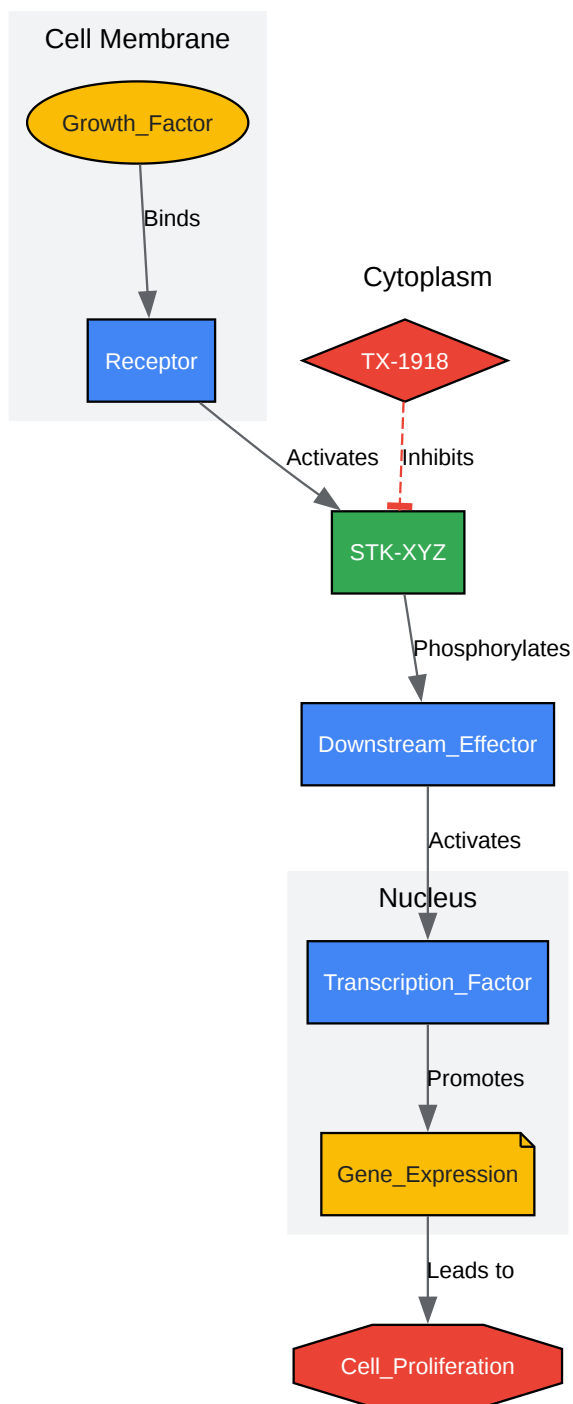 Cell Membrane
Growth_Factor
Binds
Cytoplasm
Receptor
TX-1918
Activates
Inhibits
STK-XYZ
Phosphorylates
Downstream_Effector
Activates
Nucleus
Transcription_Factor
Promotes
Gene_Expression
Leads to
Cell_Proliferation